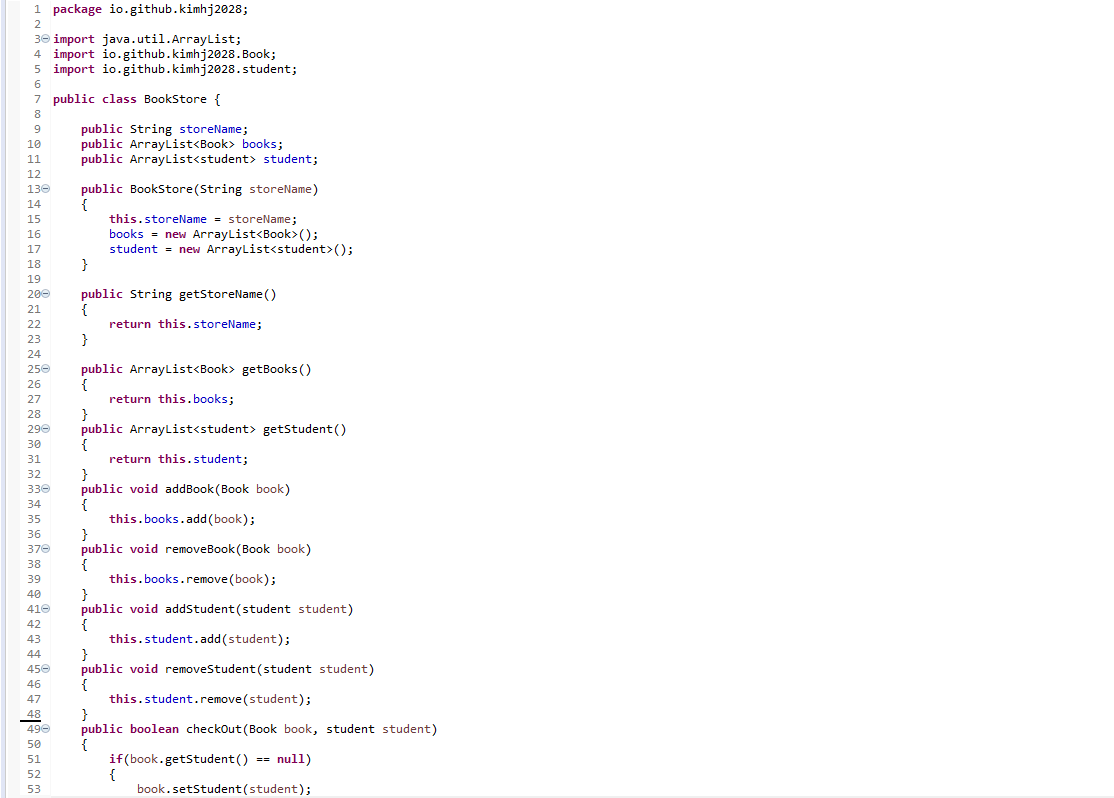 1 package io.github.kimhj2028;
2
3 import java.util.ArrayList;
4 import io.github.kimhj2028.Book;
5 import io.github.kimhj2028.student;
6
7 public class BookStore {
8
9     public String storeName;
10     public ArrayList<Book> books;
11     public ArrayList<student> student;
12
13     public BookStore(String storeName)
14     {
15         this.storeName = storeName;
16         books = new ArrayList<Book>();
17         student = new ArrayList<student>();
18     }
19
20     public String getStoreName()
21     {
22         return this.storeName;
23     }
24
25     public ArrayList<Book> getBooks()
26     {
27         return this.books;
28     }
29     public ArrayList<student> getStudent()
30     {
31         return this.student;
32     }
33     public void addBook(Book book)
34     {
35         this.books.add(book);
36     }
37     public void removeBook(Book book)
38     {
39         this.books.remove(book);
40     }
41     public void addStudent(student student)
42     {
43         this.student.add(student);
44     }
45     public void removeStudent(student student)
46     {
47         this.student.remove(student);
48     }
49     public boolean checkOut(Book book, student student)
50     {
51         if(book.getStudent() == null)
52         {
53             book.setStudent(student);